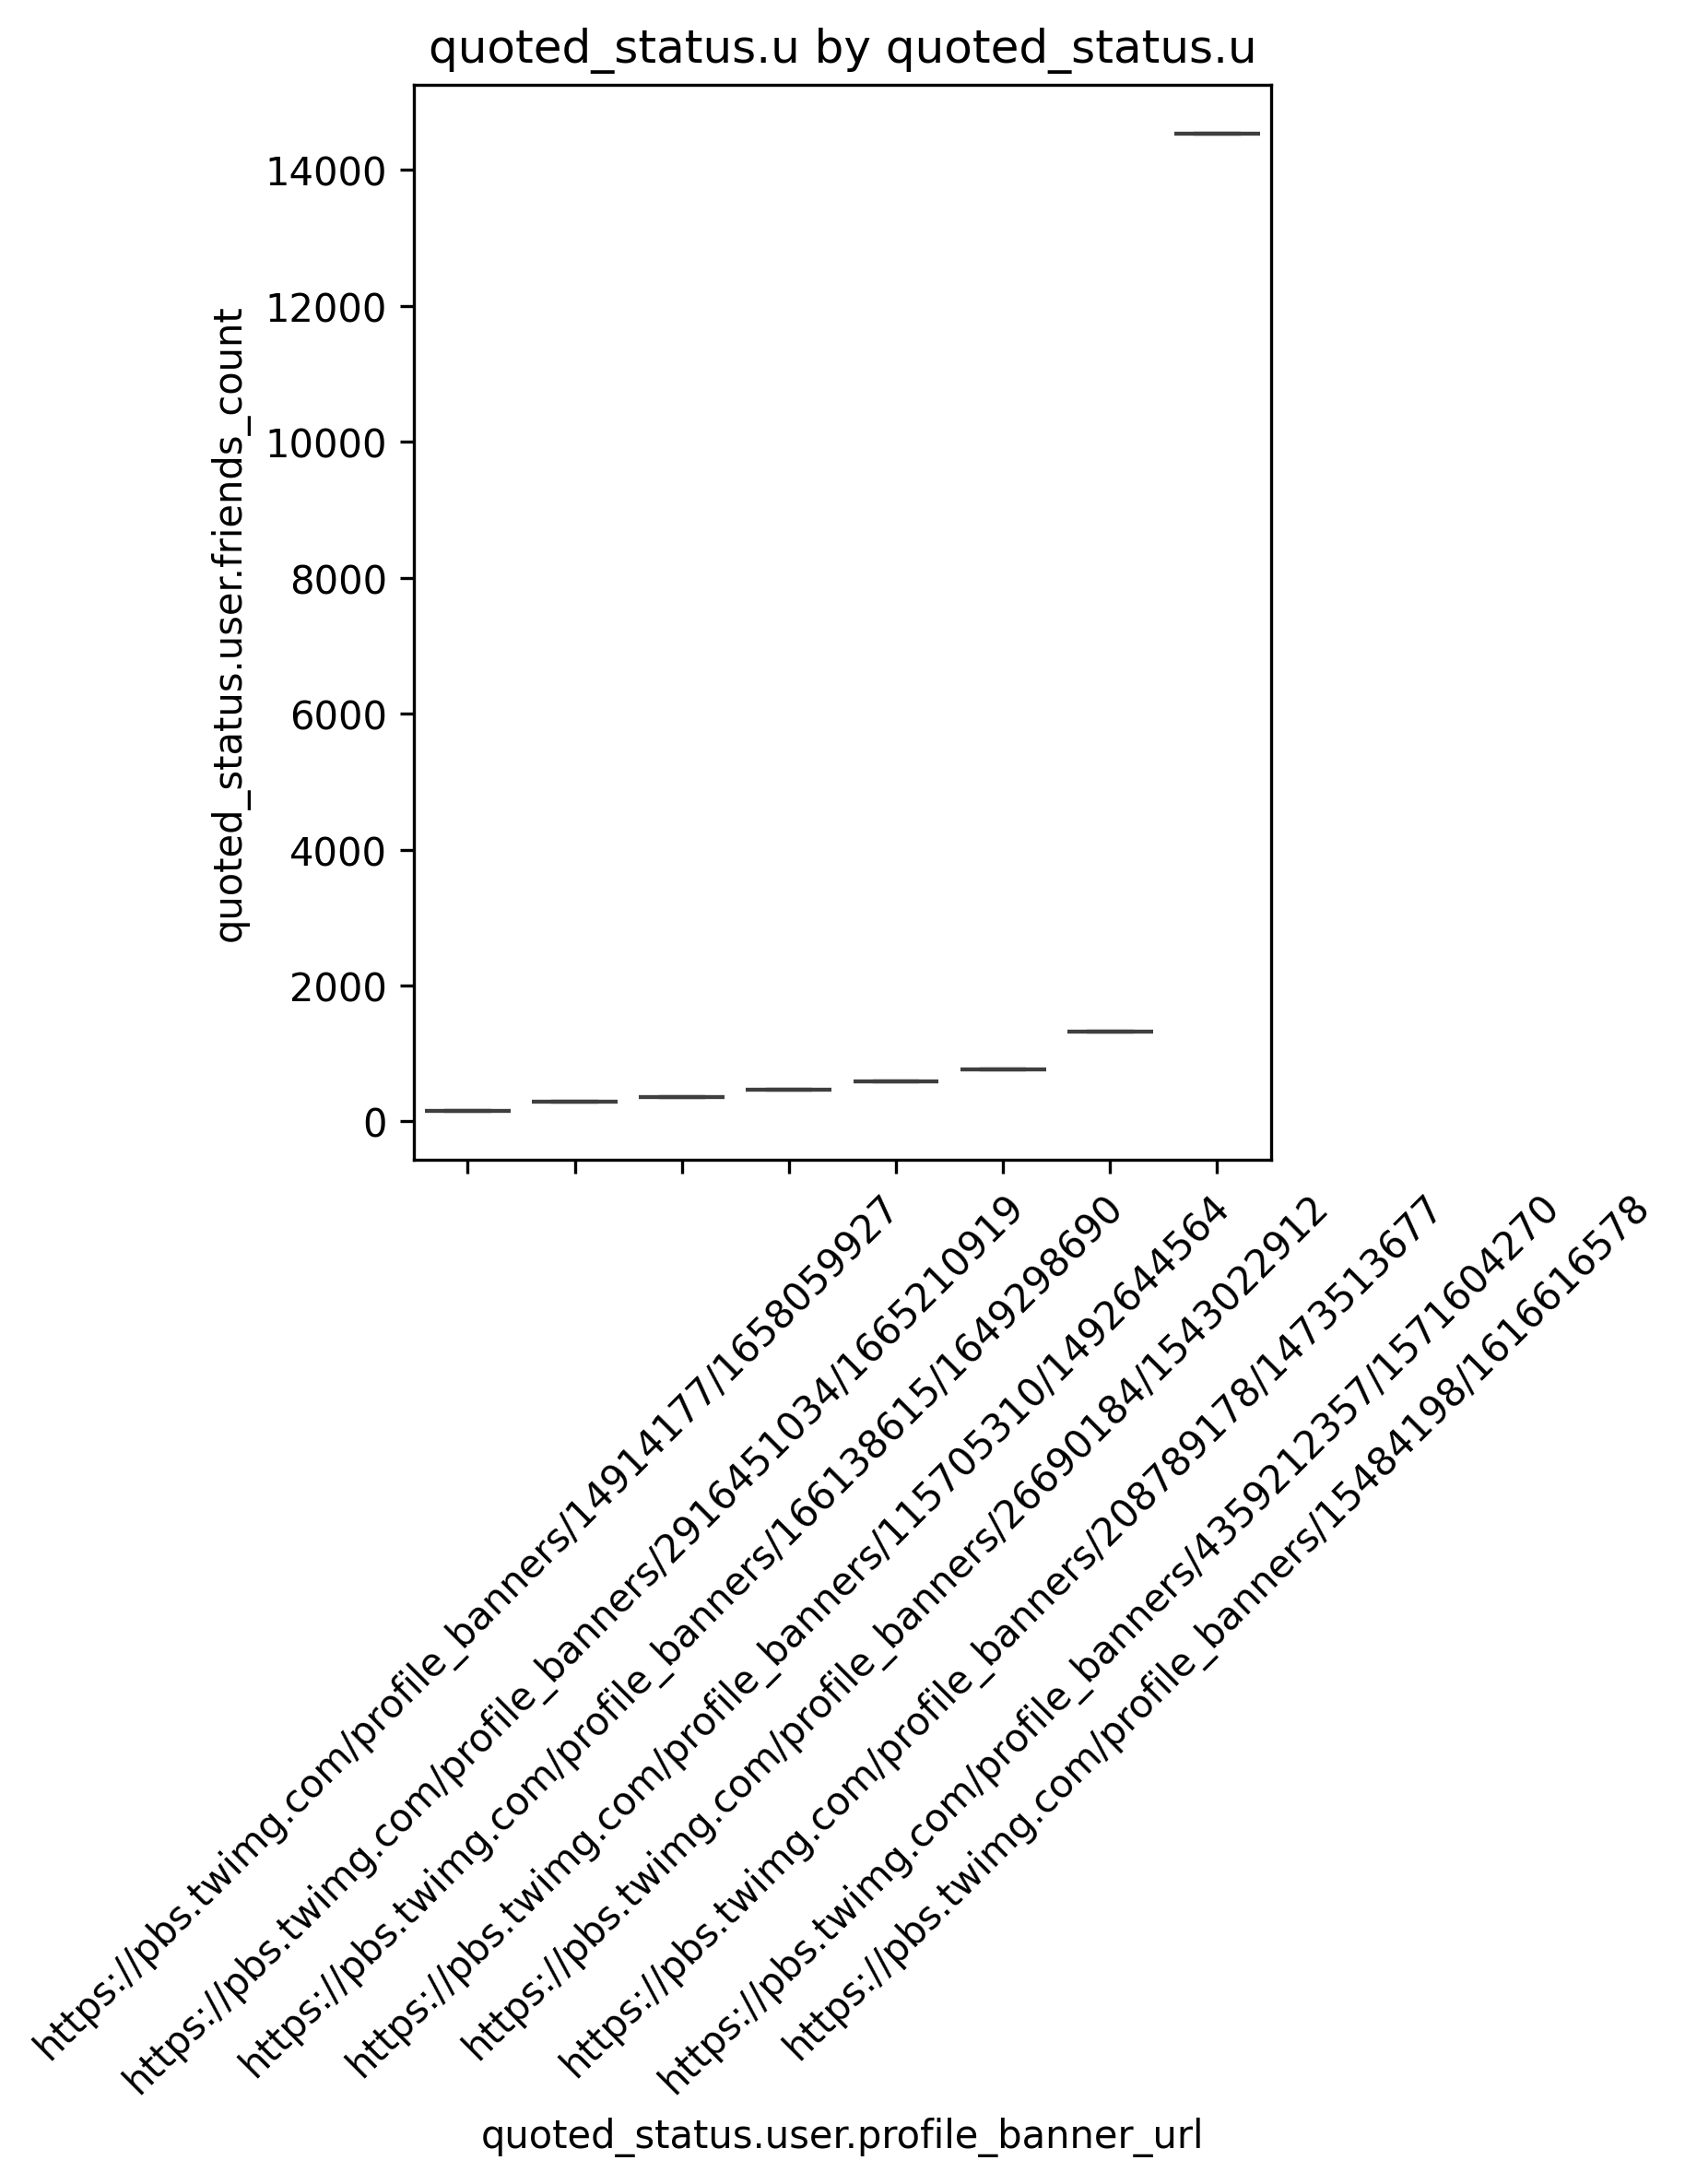 quoted_status.u by quoted_status.u
quoted_status.user.friends_count
14000
12000
10000
8000
6000
4000
2000
0
https://pbs.twimg.com/profile_banners/14914177/1658059927
https://pbs.twimg.com/profile_banners/2916451034/1665210919
https://pbs.twimg.com/profile_banners/166138615/1649298690
https://pbs.twimg.com/profile_banners/115705310/1492644564
https://pbs.twimg.com/profile_banners/26690184/1543022912
https://pbs.twimg.com/profile_banners/208789178/1473513677
https://pbs.twimg.com/profile_banners/4359212357/1571604270
https://pbs.twimg.com/profile_banners/15484198/1616616578
quoted_status.user.profile_banner_url